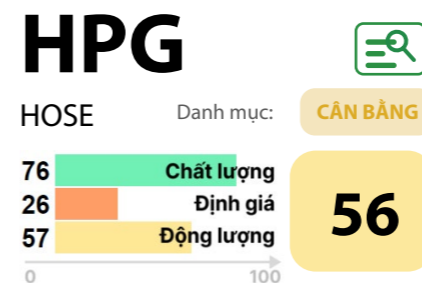 HPG
HOSE Danh mục: CÂN BẰNG
76 Chất lượng
26 Định giá
57 Động lượng
56
0 100